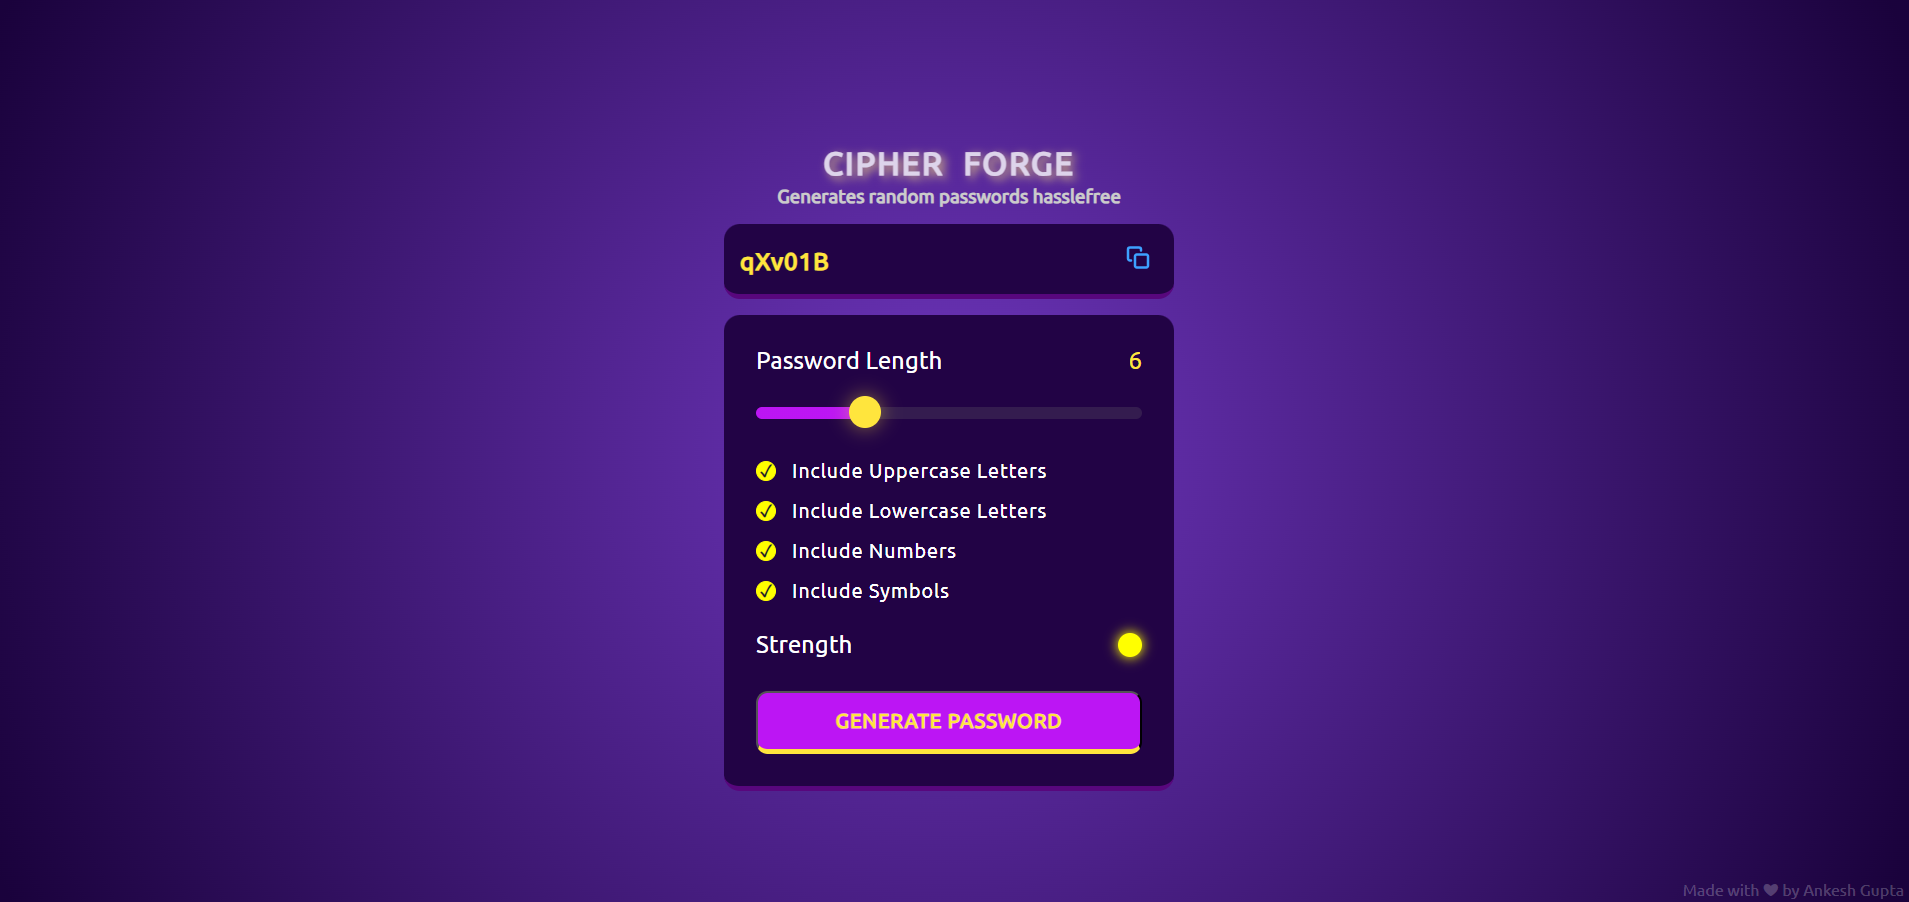 CIPHER FORGE
Generates random passwords hasslefree
qXv01B
Password Length 6
Include Uppercase Letters
Include Lowercase Letters
Include Numbers
Include Symbols
Strength
GENERATE PASSWORD
Made with ♥ by Ankesh Gupta